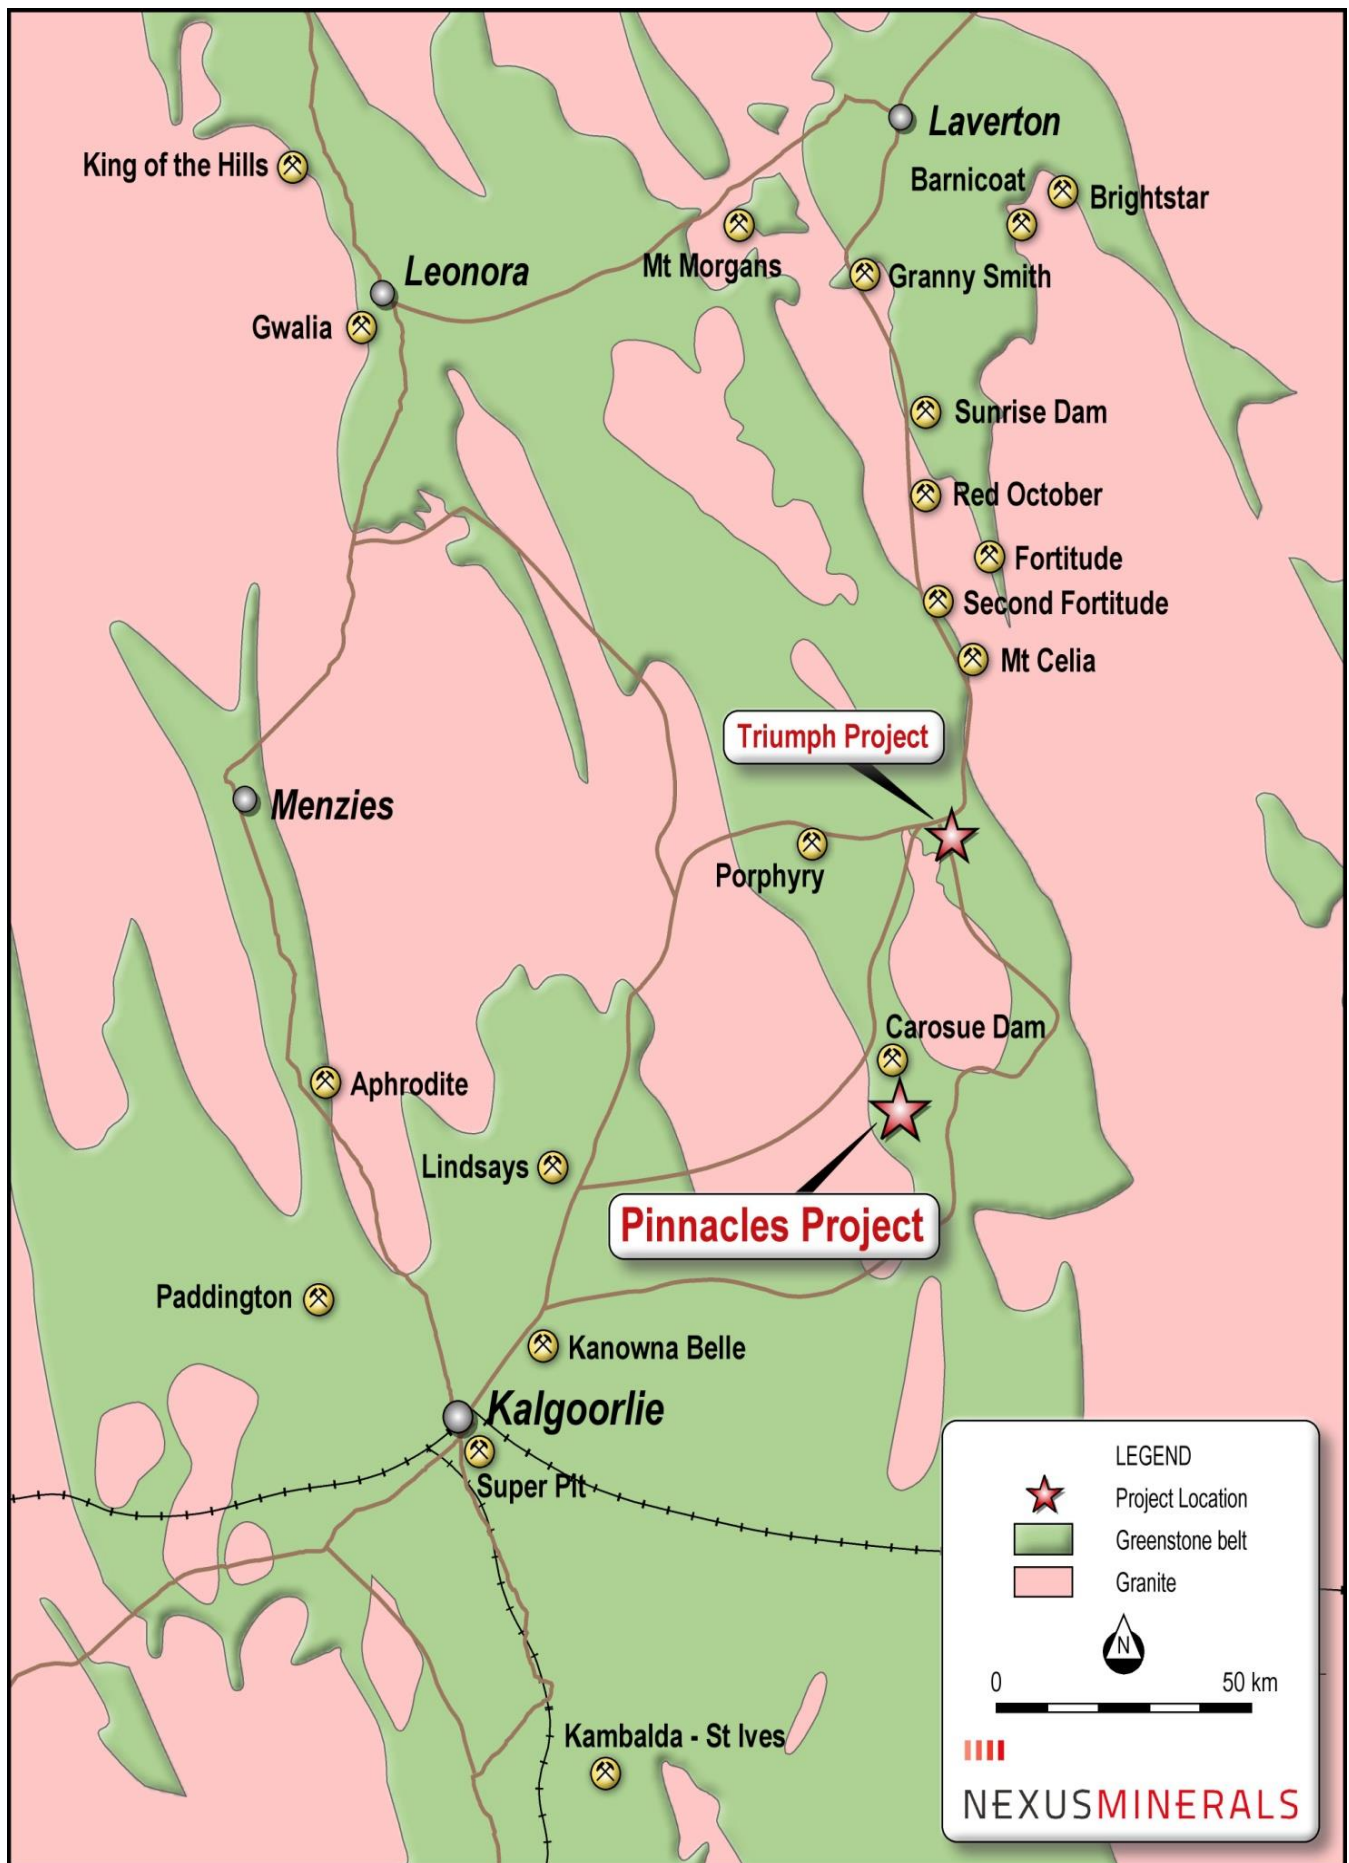 Laverton
King of the Hills
Barnicoat
Brightstar
Mt Morgans
Leonora
Granny Smith
Gwalia
Sunrise Dam
Red October
Fortitude
Second Fortitude
Mt Celia
Triumph Project
Menzies
Porphyry
Carosue Dam
Aphrodite
Lindsays
Pinnacles Project
Paddington
Kanowna Belle
Kalgoorlie
Super Pit
Kambalda - St Ives
LEGEND
Project Location
Greenstone belt
Granite
N
0 50 km
NEXUSMINERALS